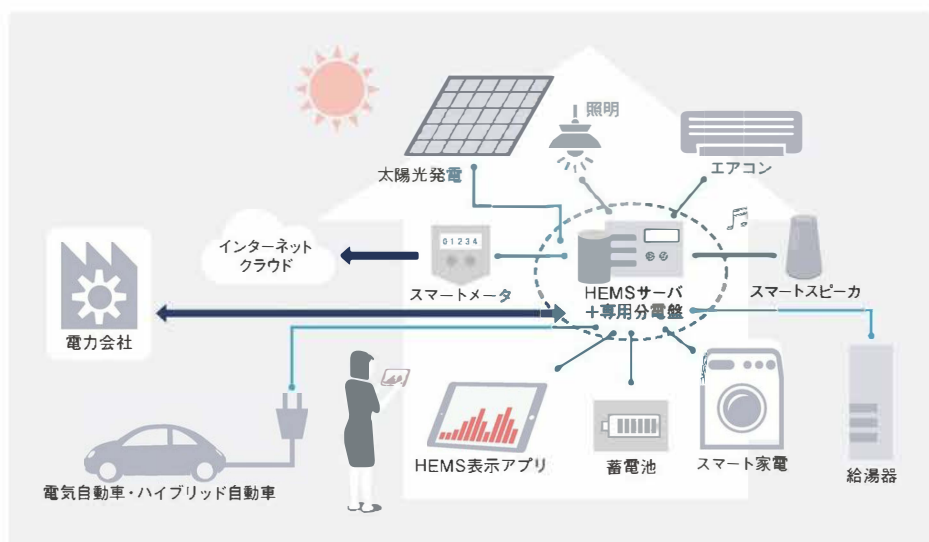 照明
太陽光発電
エアコン
インターネット
クラウド
01234
スマートメータ
HEMSサーバ
+専用分電盤
スマートスピーカ
電力会社
HEMS表示アプリ
蓄電池
スマート家電
給湯器
電気自動車・ハイブリッド自動車